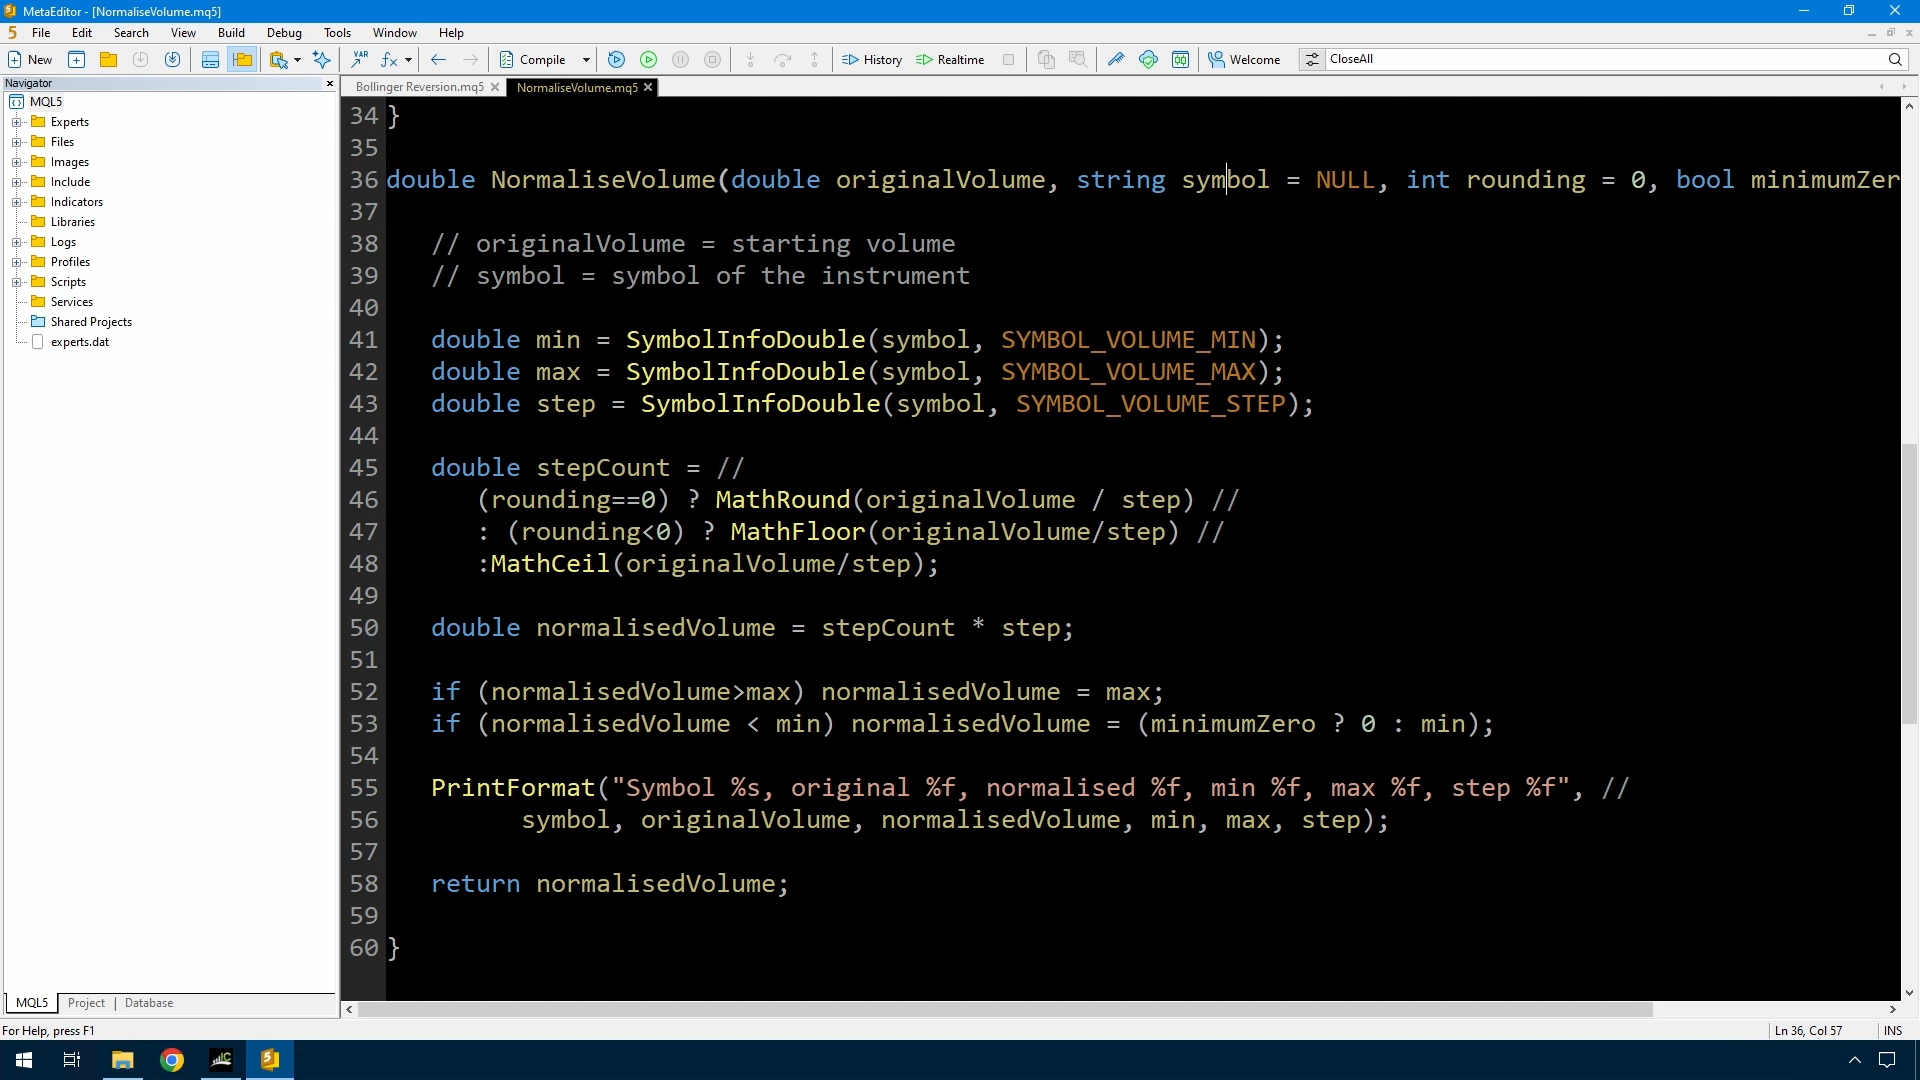 MetaEditor - [NormaliseVolume.mq5]
5 File Edit Search View Build Debug Tools Window Help
New VAR fx Compile History Realtime Welcome CloseAll
Navigator
Bollinger Reversion.mq5 NormaliseVolume.mq5
MQL5
Experts
Files
Images
Include
Indicators
Libraries
Logs
Profiles
Scripts
Services
Shared Projects
experts.dat
34 }
35
36 double NormaliseVolume(double originalVolume, string symbol = NULL, int rounding = 0, bool minimumZer
37
38 // originalVolume = starting volume
39 // symbol = symbol of the instrument
40
41 double min = SymbolInfoDouble(symbol, SYMBOL_VOLUME_MIN);
42 double max = SymbolInfoDouble(symbol, SYMBOL_VOLUME_MAX);
43 double step = SymbolInfoDouble(symbol, SYMBOL_VOLUME_STEP);
44
45 double stepCount = //
46 (rounding==0) ? MathRound(originalVolume / step) //
47 : (rounding<0) ? MathFloor(originalVolume/step) //
48 :MathCeil(originalVolume/step);
49
50 double normalisedVolume = stepCount * step;
51
52 if (normalisedVolume>max) normalisedVolume = max;
53 if (normalisedVolume < min) normalisedVolume = (minimumZero ? 0 : min);
54
55 PrintFormat("Symbol %s, original %f, normalised %f, min %f, max %f, step %f", //
56 symbol, originalVolume, normalisedVolume, min, max, step);
57
58 return normalisedVolume;
59
60 }
MQL5 Project | Database
For Help, press F1 Ln 36, Col 57 INS